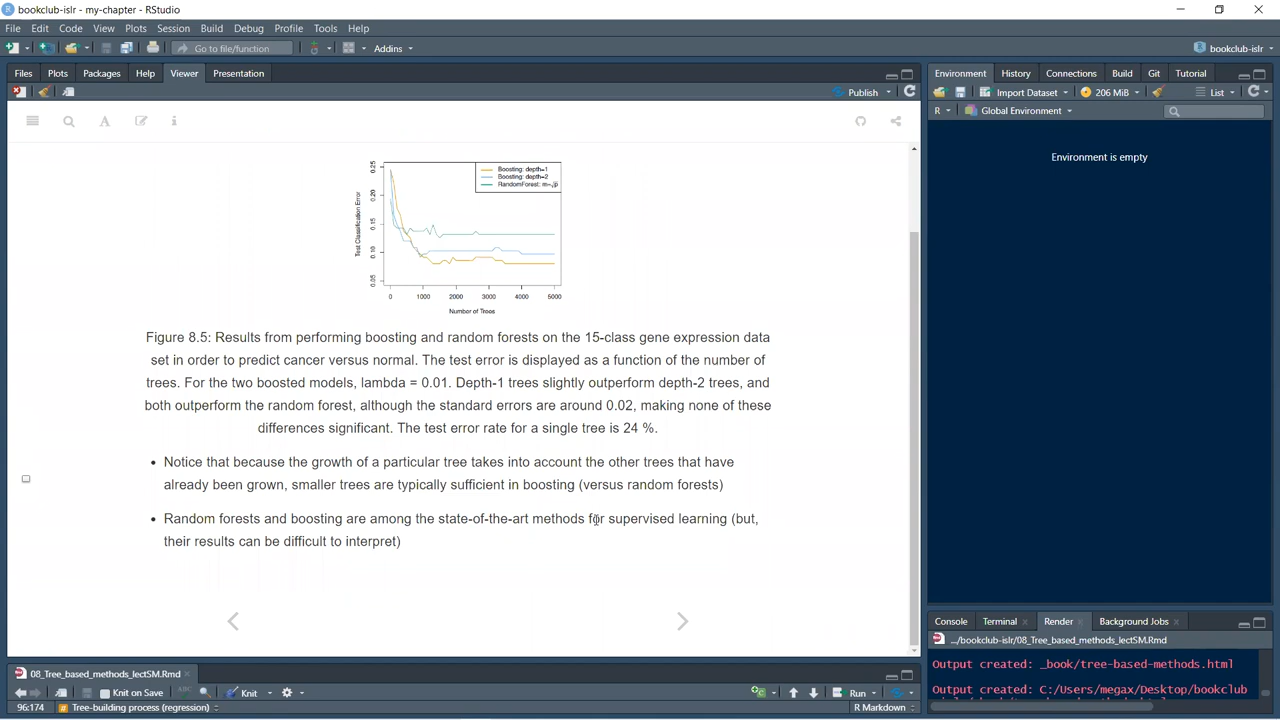 bookclub-islr - my-chapter - RStudio
File Edit Code View Plots Session Build Debug Profile Tools Help
Go to file/function Addins bookclub-islr
Files Plots Packages Help Viewer Presentation
Publish
0.25
0.20
0.15
0.10
0.05
Test Classification Error
Boosting: depth=1
Boosting: depth=2
RandomForest: m=√p
0 1000 2000 3000 4000 5000
Number of Trees
Figure 8.5: Results from performing boosting and random forests on the 15-class gene expression data
set in order to predict cancer versus normal. The test error is displayed as a function of the number of
trees. For the two boosted models, lambda = 0.01. Depth-1 trees slightly outperform depth-2 trees, and
both outperform the random forest, although the standard errors are around 0.02, making none of these
differences significant. The test error rate for a single tree is 24 %.
• Notice that because the growth of a particular tree takes into account the other trees that have
already been grown, smaller trees are typically sufficient in boosting (versus random forests)
• Random forests and boosting are among the state-of-the-art methods for supervised learning (but,
their results can be difficult to interpret)
08_Tree_based_methods_lectSM.Rmd
Knit on Save ABC Knit Run
96:174 # Tree-building process (regression) R Markdown
Environment History Connections Build Git Tutorial
Import Dataset 206 MiB List
R Global Environment
Environment is empty
Console Terminal Render Background Jobs
.../bookclub-islr/08_Tree_based_methods_lectSM.Rmd
Output created: _book/tree-based-methods.html
Output created: C:/Users/megax/Desktop/bookclub